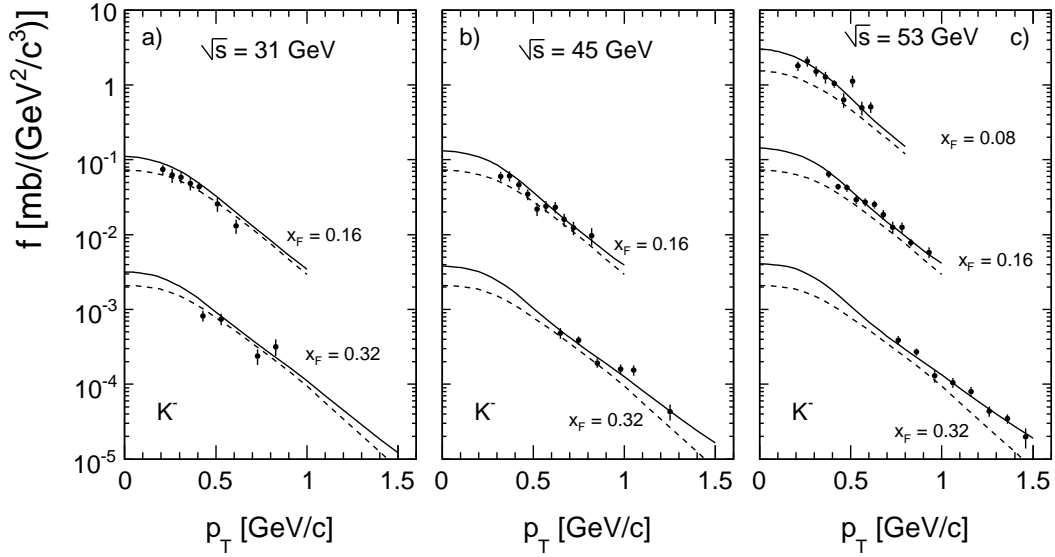 f [mb/(GeV²/c³)]
10
1
10⁻¹
10⁻²
10⁻³
10⁻⁴
10⁻⁵
a)
√s = 31 GeV
x_F = 0.16
x_F = 0.32
K⁻
0 0.5 1 1.5
p_T [GeV/c]
b)
√s = 45 GeV
x_F = 0.16
x_F = 0.32
K⁻
0 0.5 1 1.5
p_T [GeV/c]
√s = 53 GeV
c)
x_F = 0.08
x_F = 0.16
x_F = 0.32
K⁻
0 0.5 1 1.5
p_T [GeV/c]